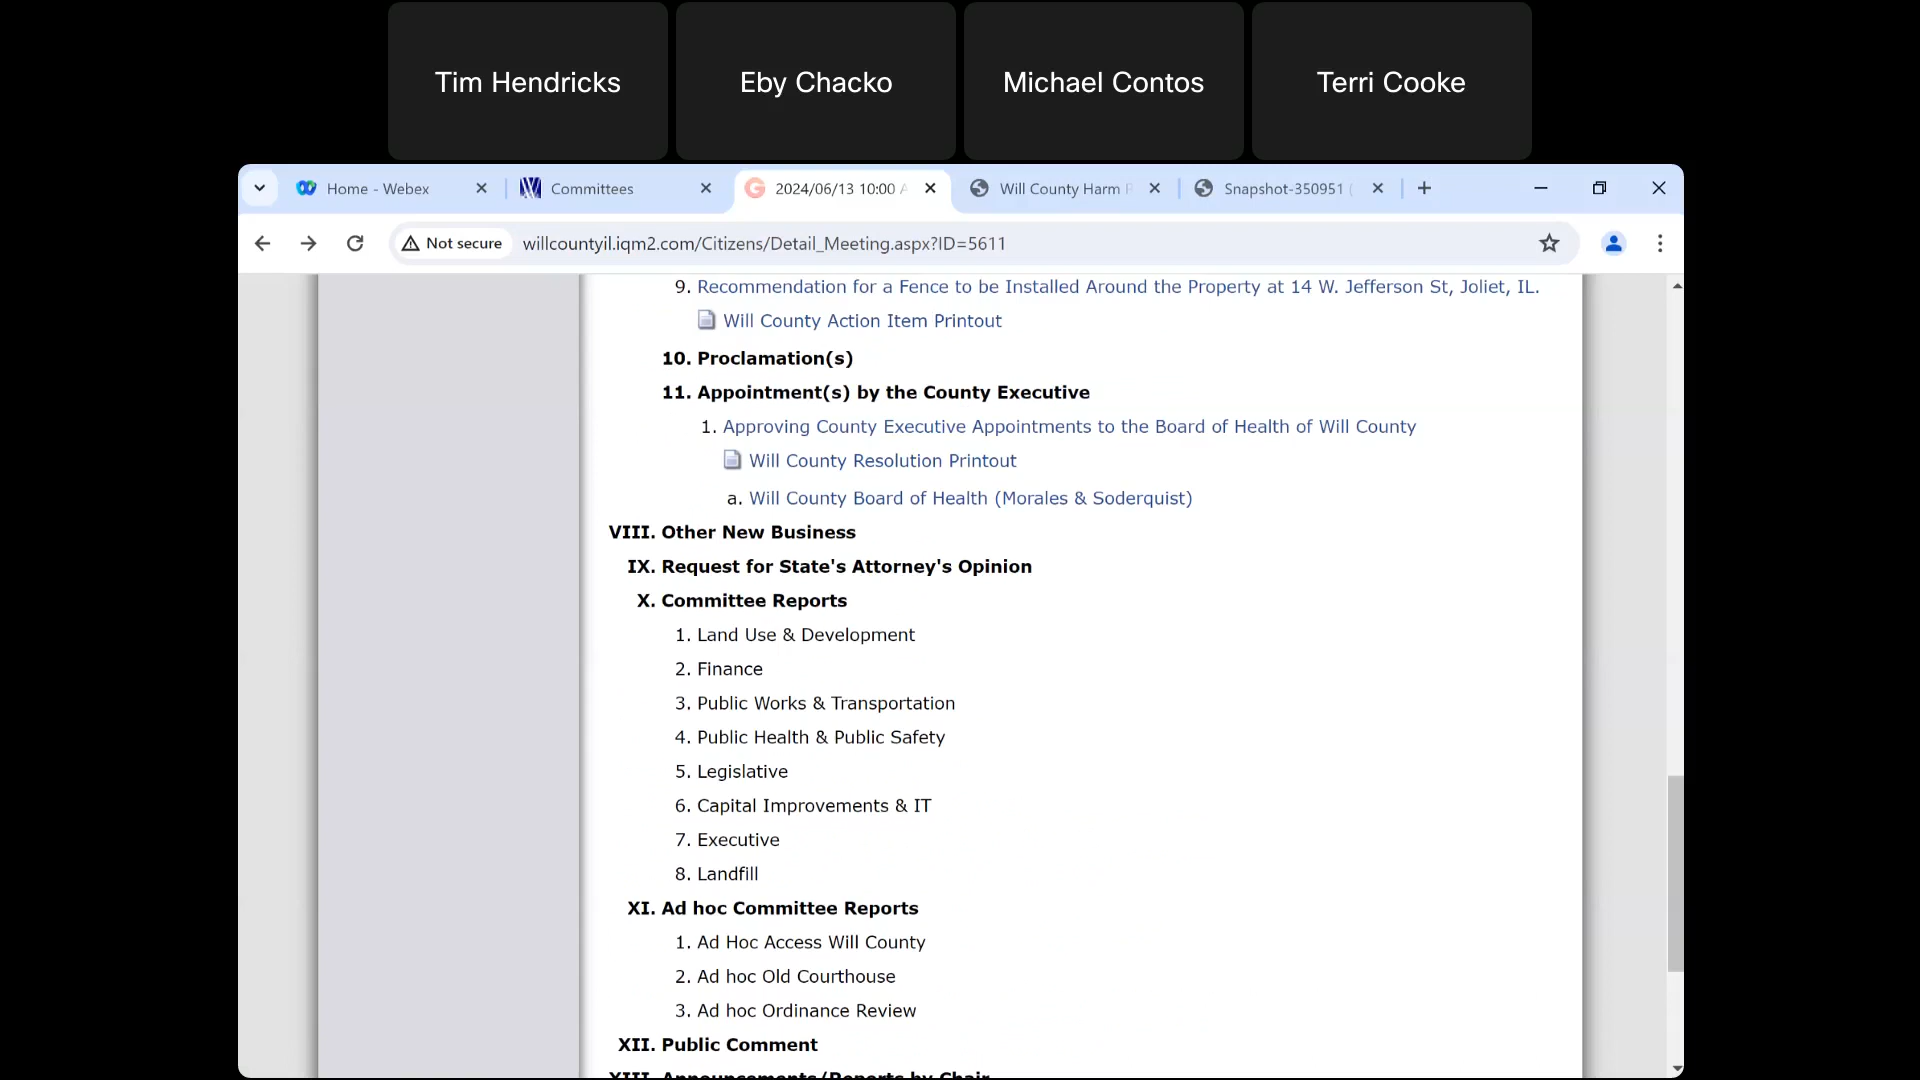 Tim Hendricks
Eby Chacko
Michael Contos
Terri Cooke
Home - Webex
Committees
2024/06/13 10:00
Will County Harm
Snapshot-350951
Not secure
willcountyil.iqm2.com/Citizens/Detail_Meeting.aspx?ID=5611
9. Recommendation for a Fence to be Installed Around the Property at 14 W. Jefferson St, Joliet, IL.
Will County Action Item Printout
10. Proclamation(s)
11. Appointment(s) by the County Executive
1. Approving County Executive Appointments to the Board of Health of Will County
Will County Resolution Printout
a. Will County Board of Health (Morales & Soderquist)
VIII. Other New Business
IX. Request for State's Attorney's Opinion
X. Committee Reports
1. Land Use & Development
2. Finance
3. Public Works & Transportation
4. Public Health & Public Safety
5. Legislative
6. Capital Improvements & IT
7. Executive
8. Landfill
XI. Ad hoc Committee Reports
1. Ad Hoc Access Will County
2. Ad hoc Old Courthouse
3. Ad hoc Ordinance Review
XII. Public Comment
XIII. Announcements/Reports by Chair